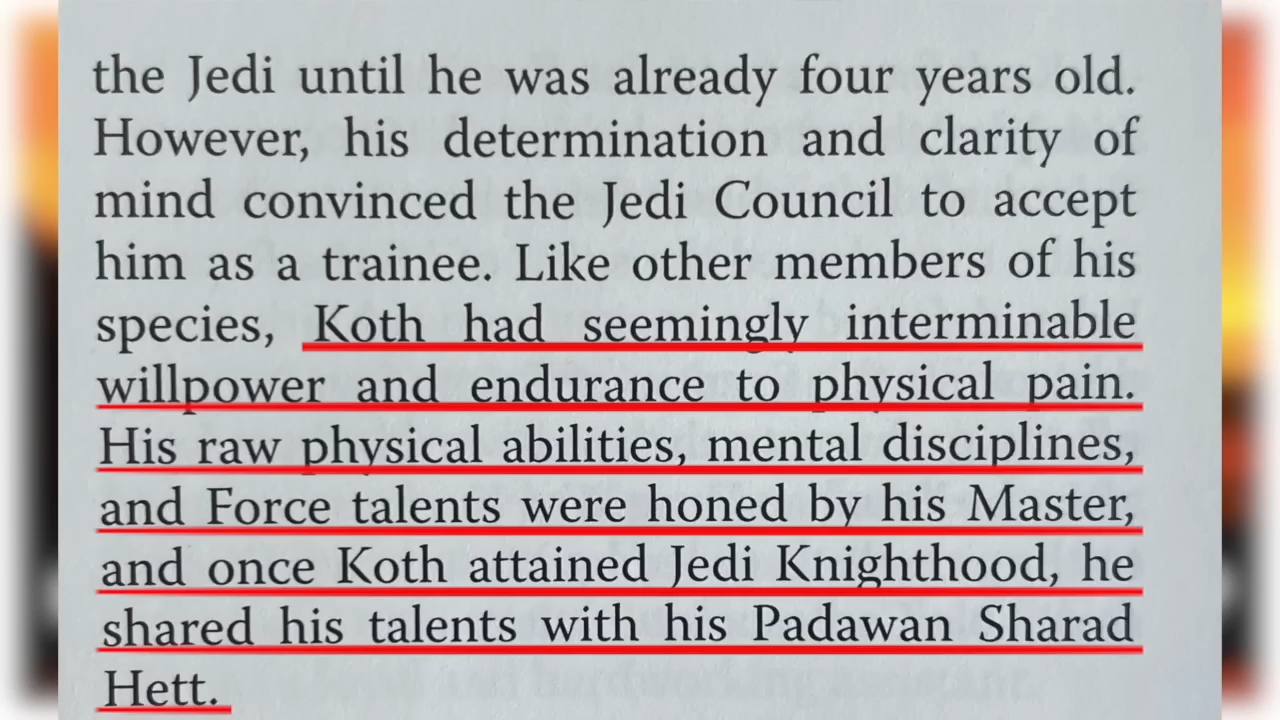 the Jedi until he was already four years old.
However, his determination and clarity of
mind convinced the Jedi Council to accept
him as a trainee. Like other members of his
species, Koth had seemingly interminable
willpower and endurance to physical pain.
His raw physical abilities, mental disciplines,
and Force talents were honed by his Master,
and once Koth attained Jedi Knighthood, he
shared his talents with his Padawan Sharad
Hett.